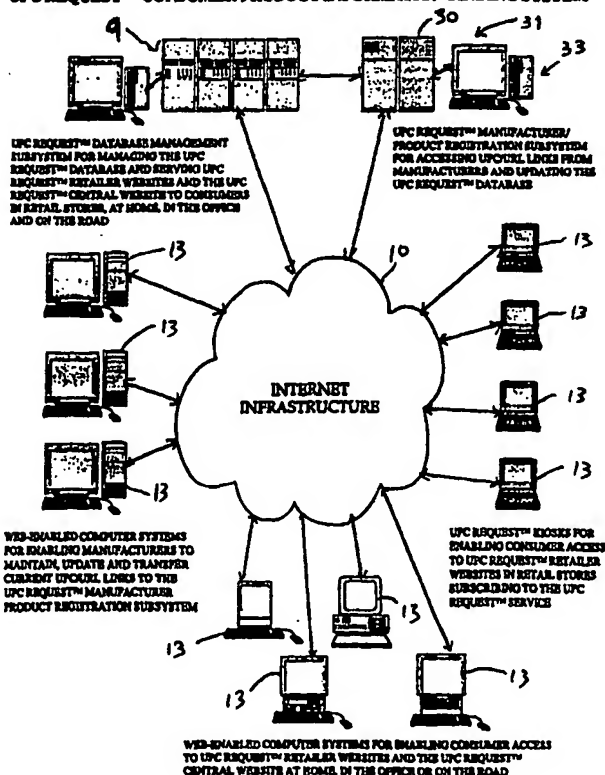 9
30
31
33
UPC REQUEST™ DATABASE MANAGEMENT
SUBSYSTEM FOR MANAGING THE UPC
REQUEST™ DATABASE AND SERVING UPC
REQUEST™ RETAILER WEBSITES AND THE UPC
REQUEST™ CENTRAL WEBSITE TO CONSUMERS
IN RETAIL STORES, AT HOME, IN THE OFFICE
AND ON THE ROAD
UPC REQUEST™ MANUFACTURER/
PRODUCT REGISTRATION SUBSYSTEM
FOR ACCESSING UPC/URL LINKS FROM
MANUFACTURERS AND UPDATING THE
UPC REQUEST™ DATABASE
10
13
13
13
13
13
13
13
INTERNET
INFRASTRUCTURE
WEB-ENABLED COMPUTER SYSTEMS
FOR ENABLING MANUFACTURERS TO
MAINTAIN, UPDATE AND TRANSFER
CURRENT UPC/URL LINKS TO THE
UPC REQUEST™ MANUFACTURER
PRODUCT REGISTRATION SUBSYSTEM
UPC REQUEST™ KIOSKS FOR
ENABLING CONSUMER ACCESS
TO UPC REQUEST™ RETAILER
WEBSITES IN RETAIL STORES
SUBSCRIBING TO THE UPC
REQUEST™ SERVICE
13
13
13
13
WEB-ENABLED COMPUTER SYSTEMS FOR ENABLING CONSUMER ACCESS
TO UPC REQUEST™ RETAILER WEBSITES AND THE UPC REQUEST™
CENTRAL WEBSITE AT HOME, IN THE OFFICE OR ON THE ROAD